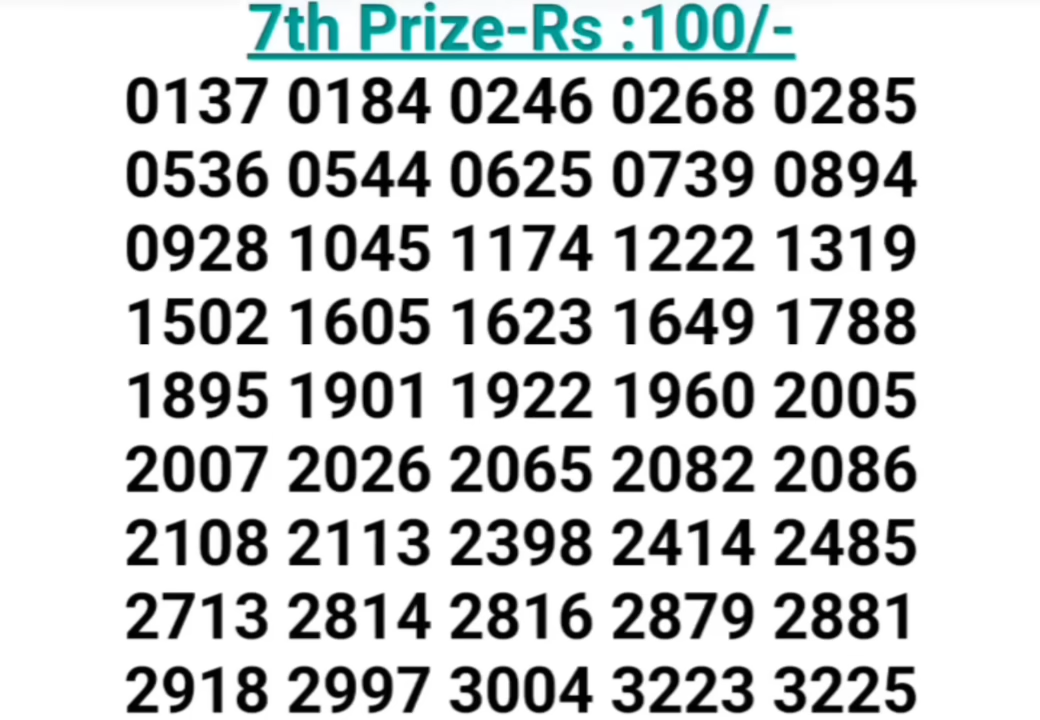 7th Prize-Rs :100/-
0137 0184 0246 0268 0285
0536 0544 0625 0739 0894
0928 1045 1174 1222 1319
1502 1605 1623 1649 1788
1895 1901 1922 1960 2005
2007 2026 2065 2082 2086
2108 2113 2398 2414 2485
2713 2814 2816 2879 2881
2918 2997 3004 3223 3225